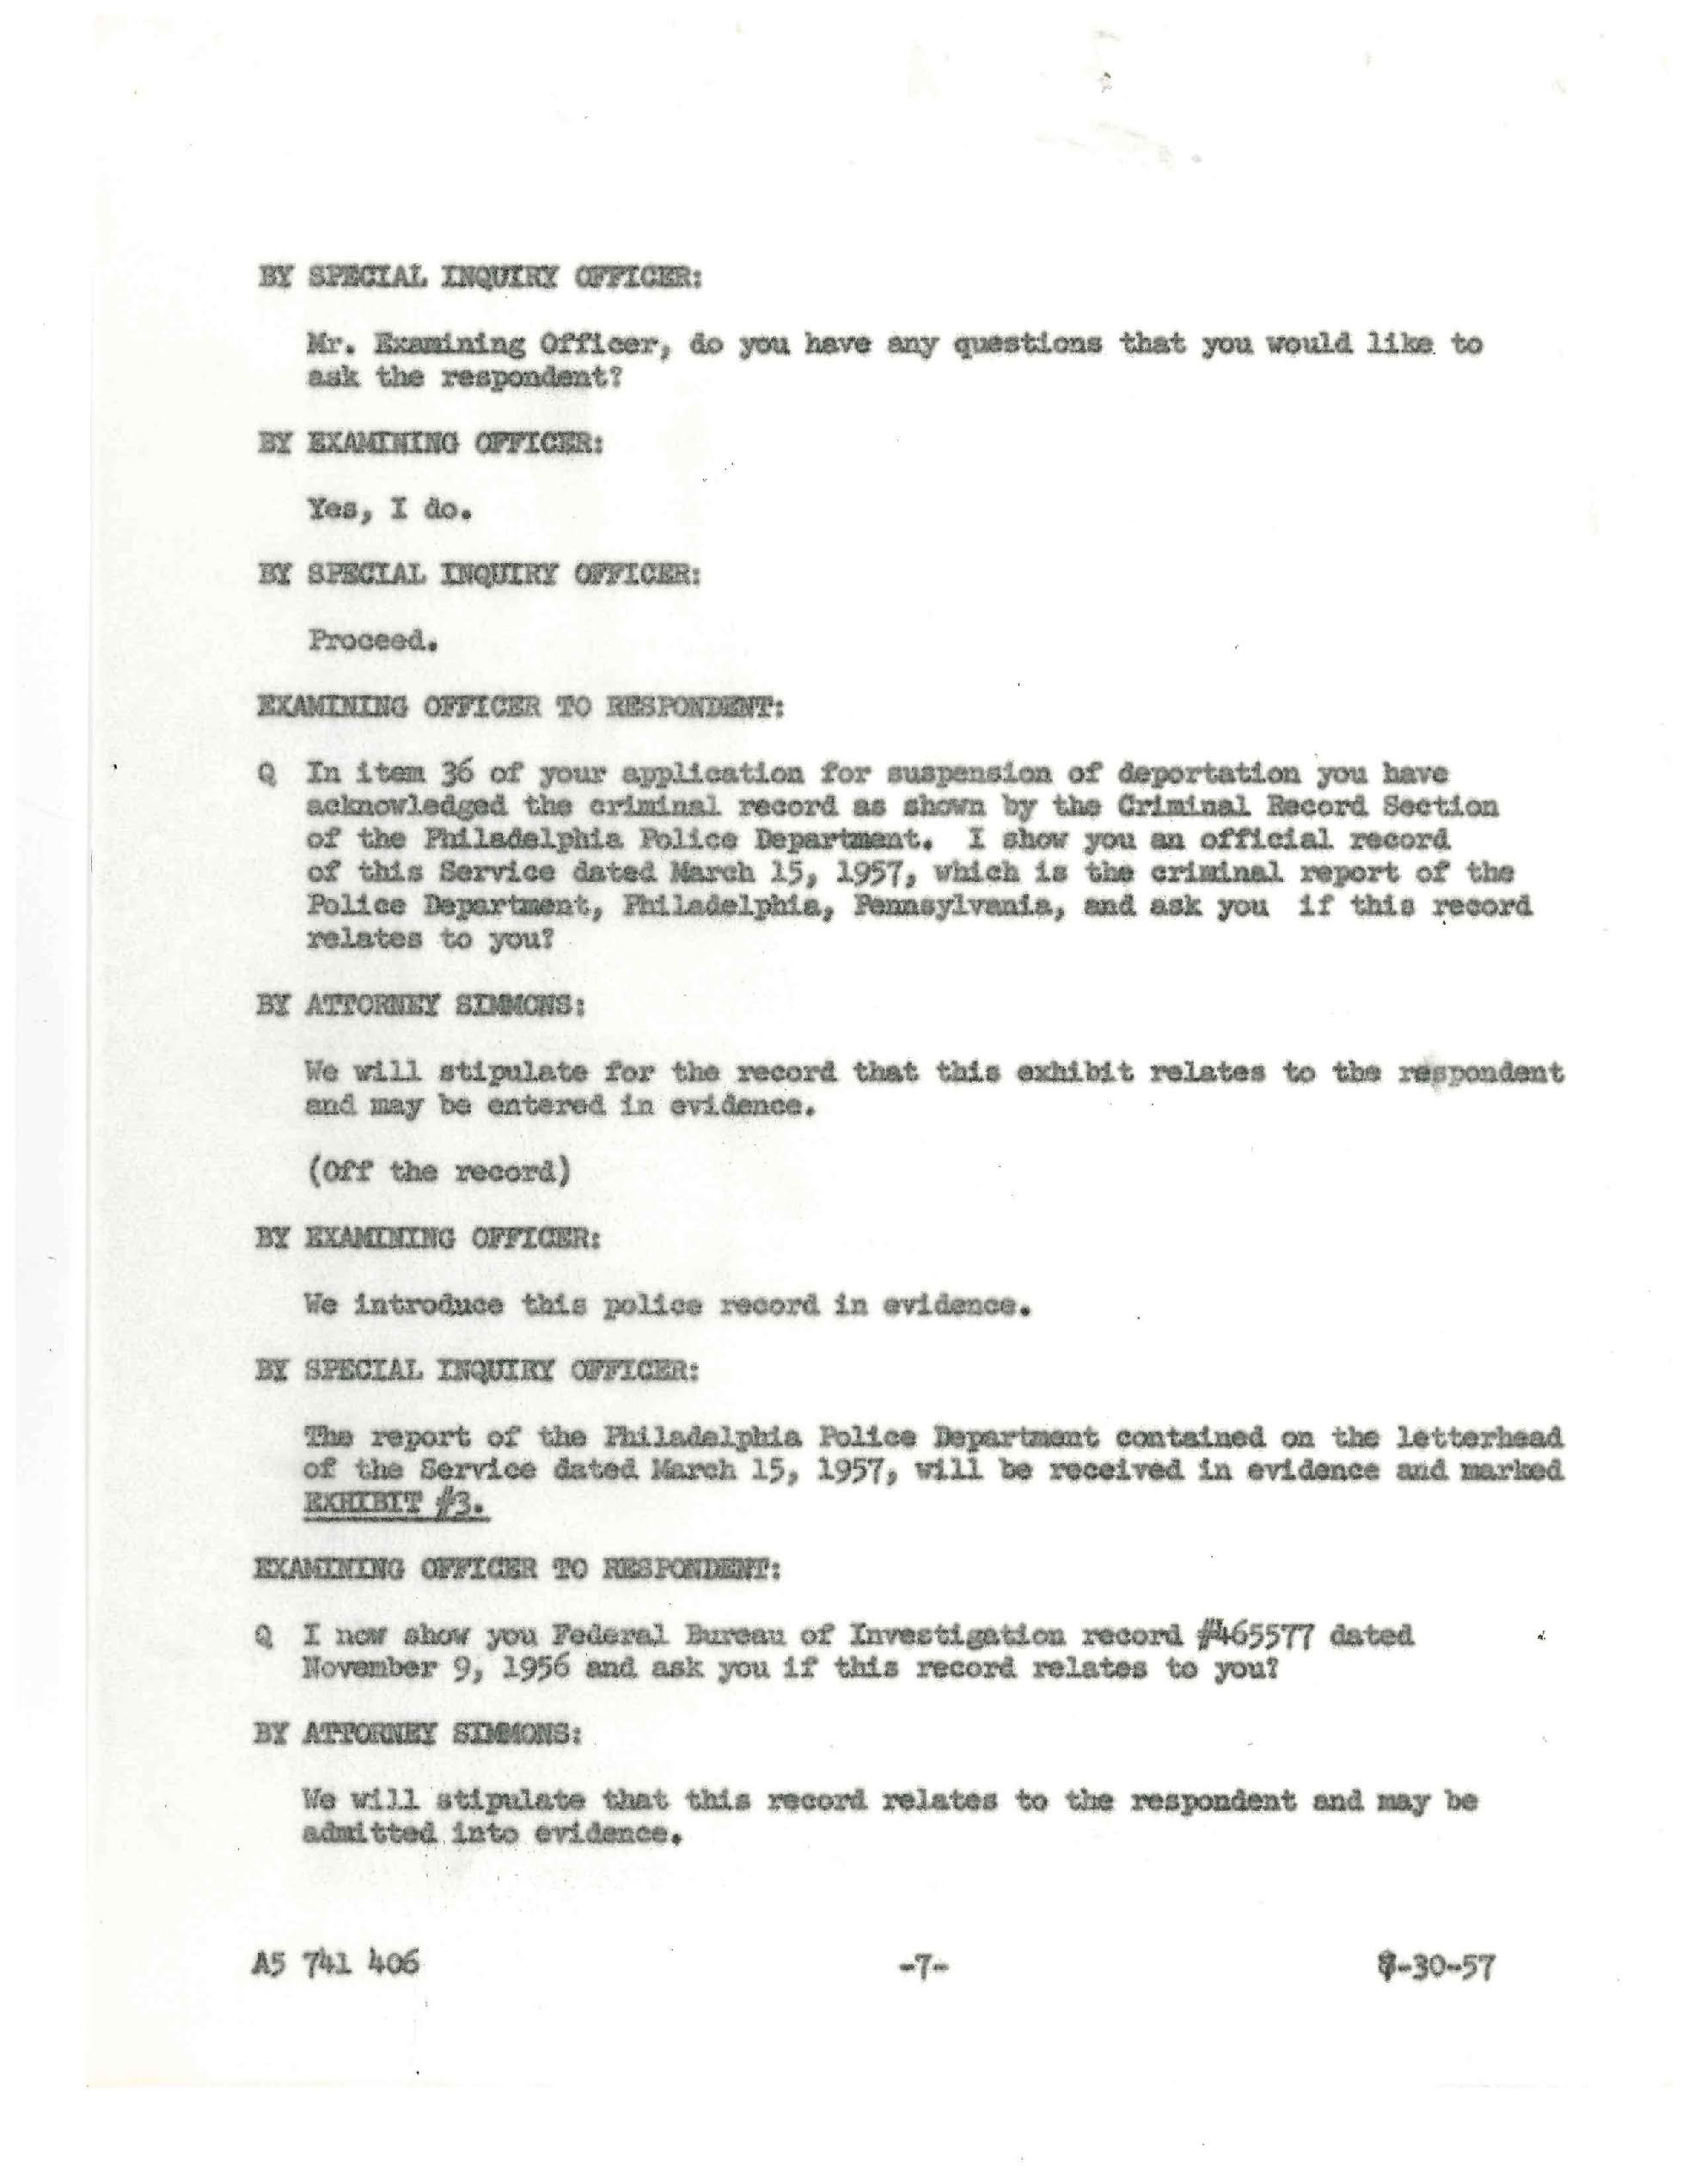 BY SPECIAL INQUIRY OFFICER:
Mr. Examining Officer, do you have any questions that you would like to
ask the respondent?
BY EXAMINING OFFICER:
Yes, I do.
BY SPECIAL INQUIRY OFFICER:
Proceed.
EXAMINING OFFICER TO RESPONDENT:
Q In item 36 of your application for suspension of deportation you have
acknowledged the criminal record as shown by the Criminal Record Section
of the Philadelphia Police Department. I show you an official record
of this Service dated March 15, 1957, which is the criminal report of the
Police Department, Philadelphia, Pennsylvania, and ask you if this record
relates to you?
BY ATTORNEY SIMMONS:
We will stipulate for the record that this exhibit relates to the respondent
and may be entered in evidence.
(Off the record)
BY EXAMINING OFFICER:
We introduce this police record in evidence.
BY SPECIAL INQUIRY OFFICER:
The report of the Philadelphia Police Department contained on the letterhead
of the Service dated March 15, 1957, will be received in evidence and marked
EXHIBIT #3.
EXAMINING OFFICER TO RESPONDENT:
Q I now show you Federal Bureau of Investigation record #465577 dated
November 9, 1956 and ask you if this record relates to you?
BY ATTORNEY SIMMONS:
We will stipulate that this record relates to the respondent and may be
admitted into evidence.
A5 741 406 -7- -30-57